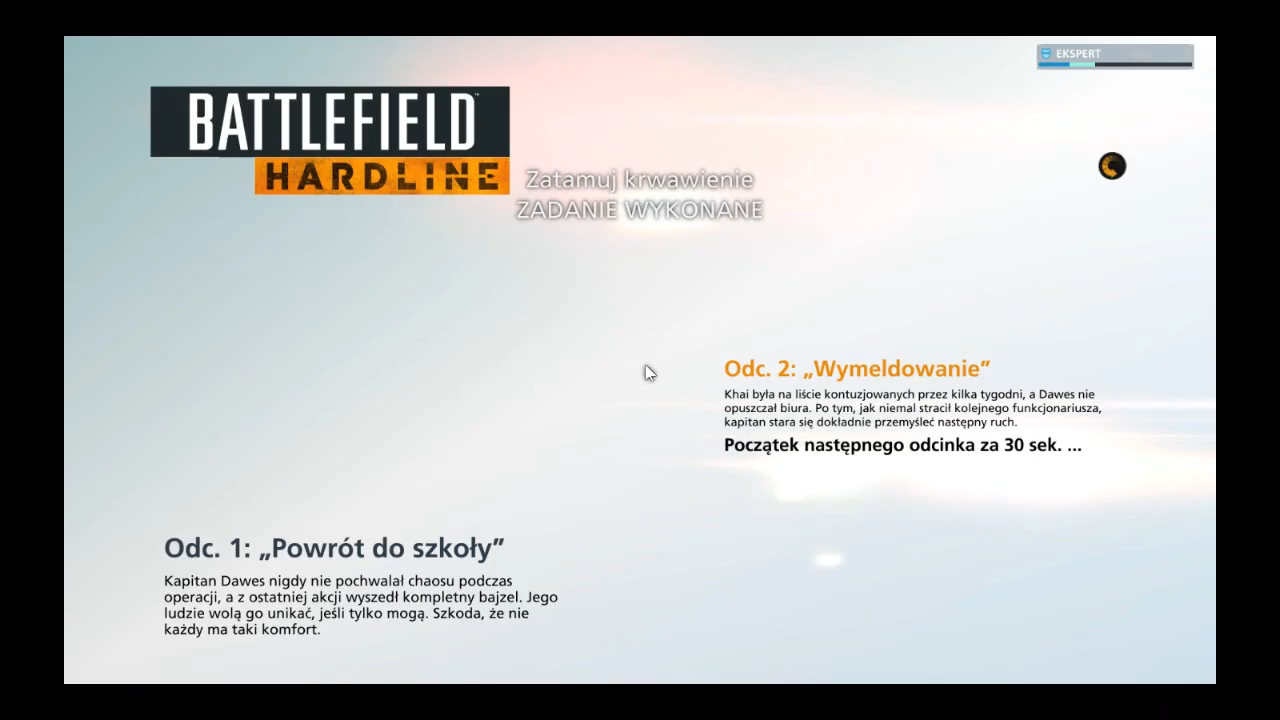 EKSPERT
BATTLEFIELD™
HARDLINE
Zatamuj krwawienie
ZADANIE WYKONANE
Odc. 2: „Wymeldowanie”
Khai była na liście kontuzjowanych przez kilka tygodni, a Dawes nie
opuszczał biura. Po tym, jak niemal stracił kolejnego funkcjonariusza,
kapitan stara się dokładnie przemyśleć następny ruch.
Początek następnego odcinka za 30 sek. ...
Odc. 1: „Powrót do szkoły”
Kapitan Dawes nigdy nie pochwalał chaosu podczas
operacji, a z ostatniej akcji wyszedł kompletny bajzel. Jego
ludzie wolą go unikać, jeśli tylko mogą. Szkoda, że nie
każdy ma taki komfort.